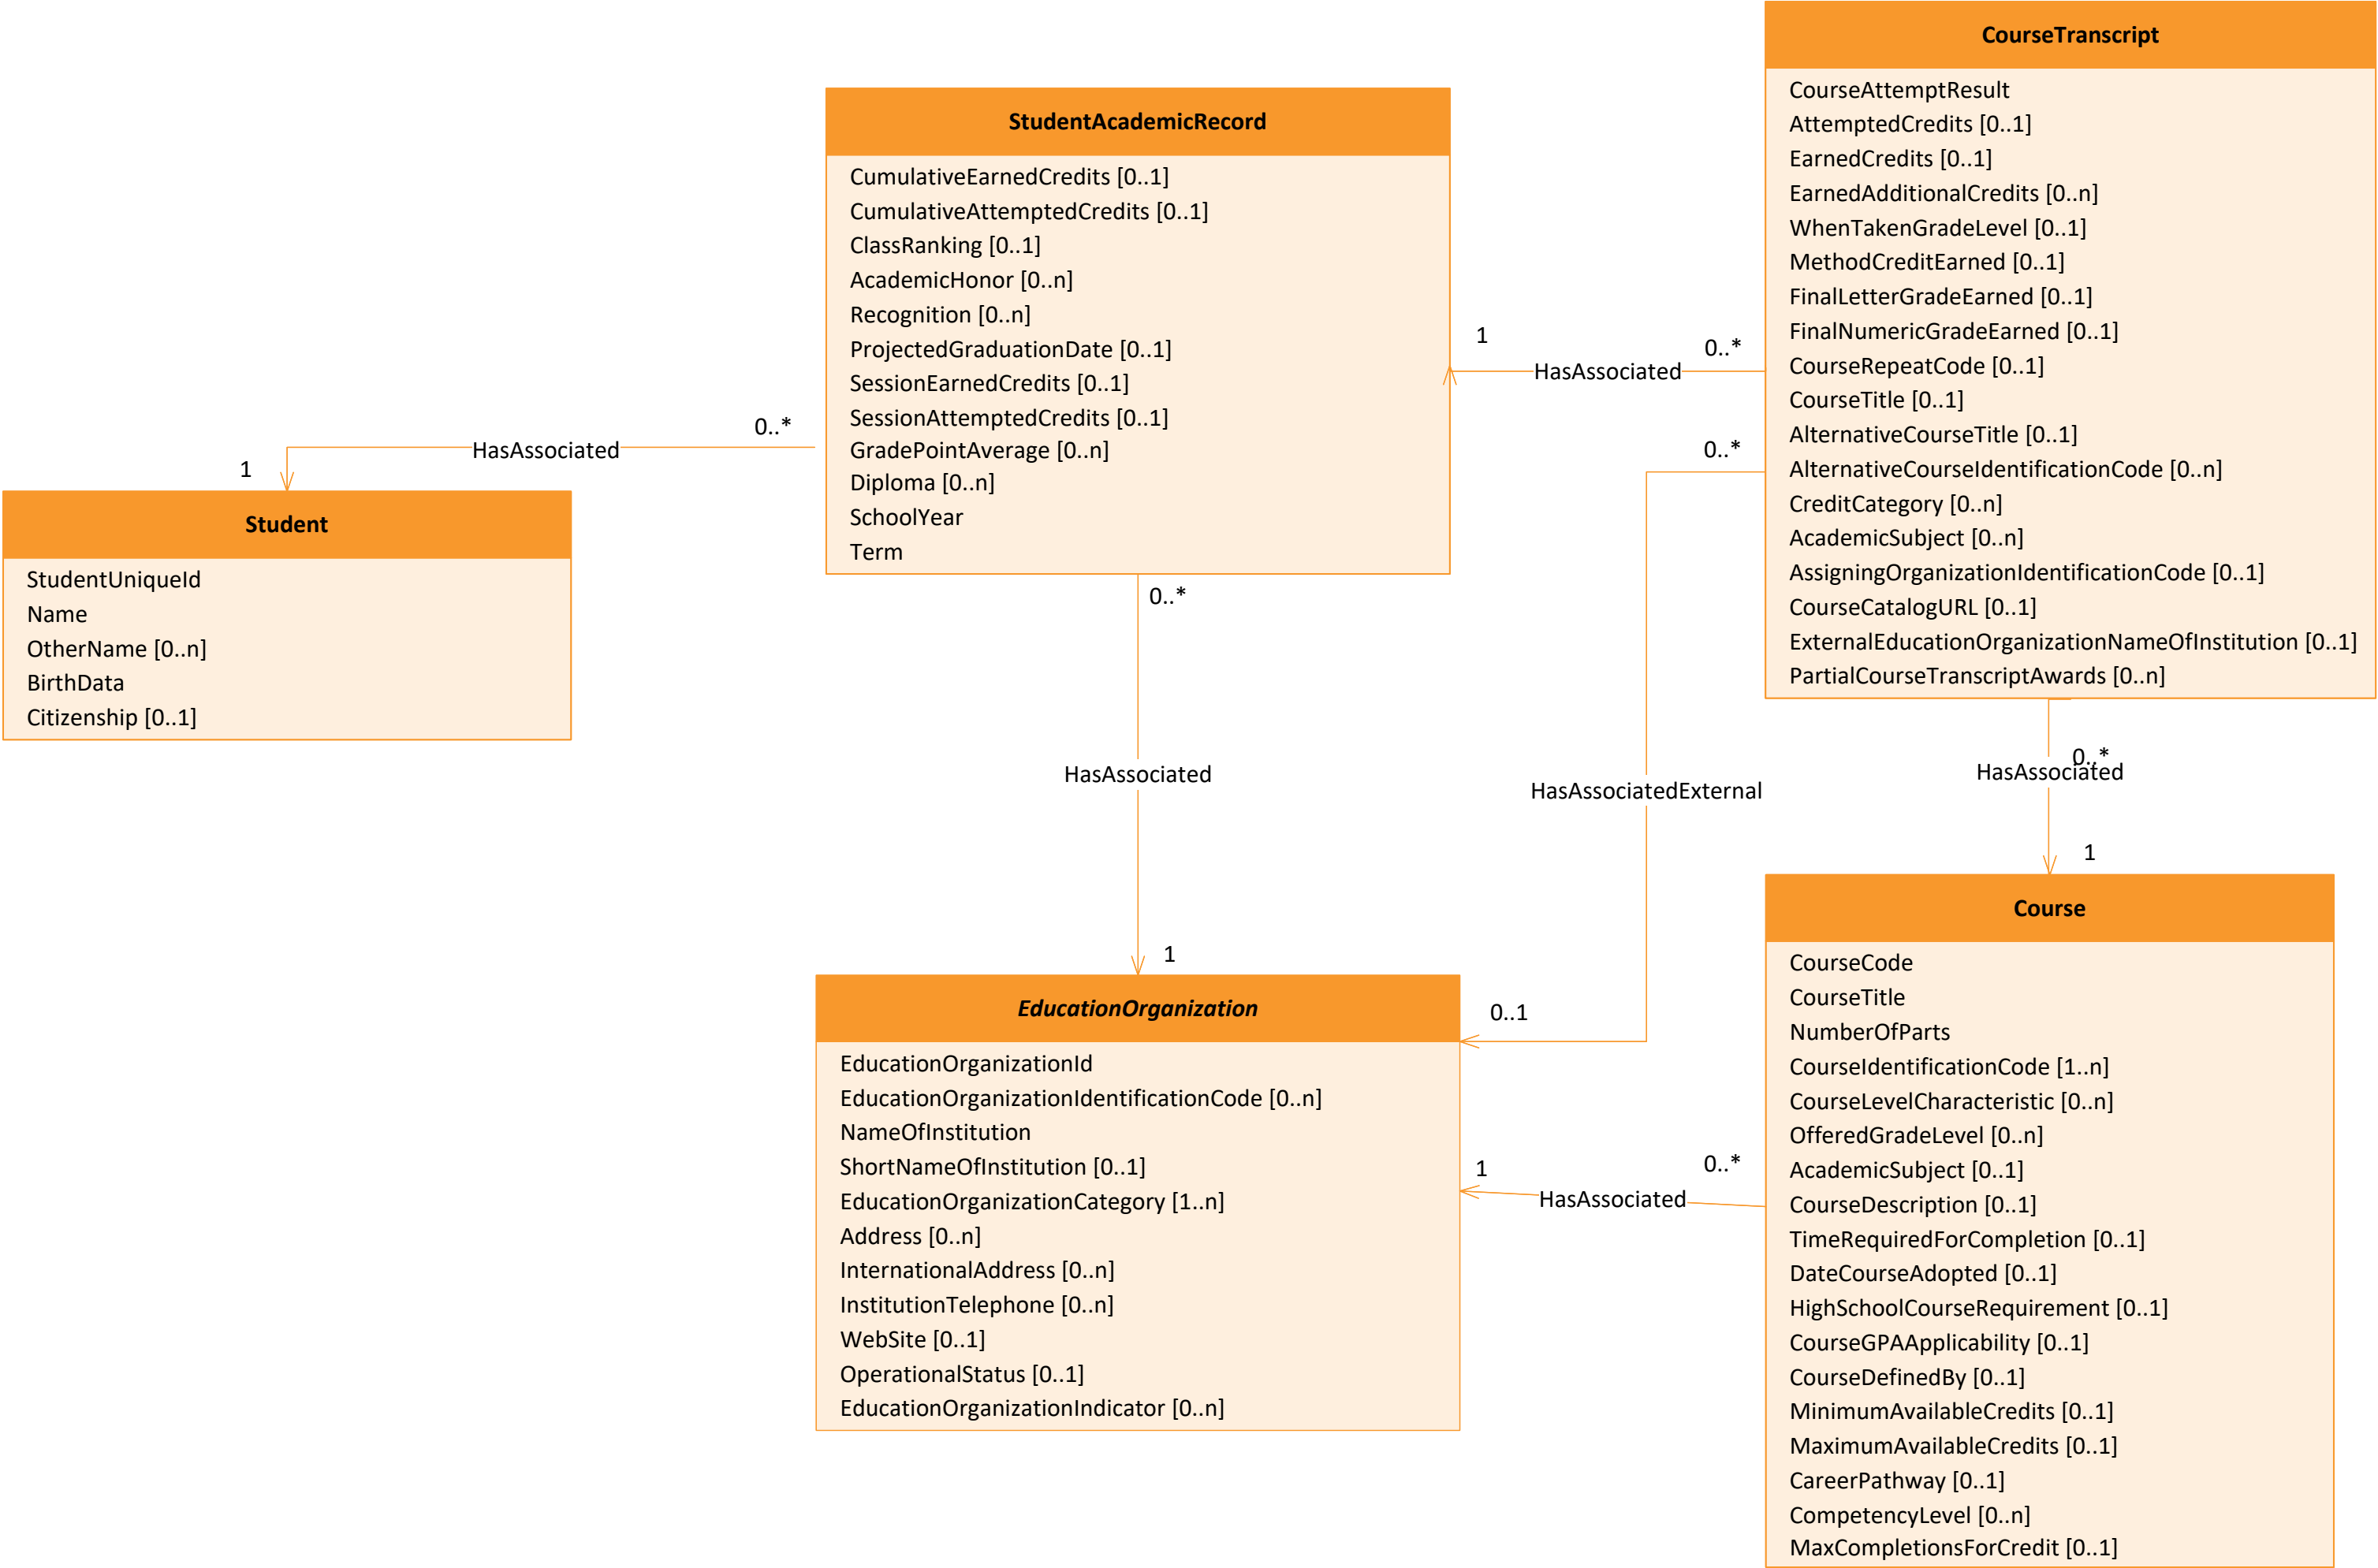 CourseTranscript
CourseAttemptResult
AttemptedCredits [0..1]
EarnedCredits [0..1]
EarnedAdditionalCredits [0..n]
WhenTakenGradeLevel [0..1]
MethodCreditEarned [0..1]
FinalLetterGradeEarned [0..1]
FinalNumericGradeEarned [0..1]
CourseRepeatCode [0..1]
CourseTitle [0..1]
AlternativeCourseTitle [0..1]
AlternativeCourseIdentificationCode [0..n]
CreditCategory [0..n]
AcademicSubject [0..n]
AssigningOrganizationIdentificationCode [0..1]
CourseCatalogURL [0..1]
ExternalEducationOrganizationNameOfInstitution [0..1]
PartialCourseTranscriptAwards [0..n]
StudentAcademicRecord
CumulativeEarnedCredits [0..1]
CumulativeAttemptedCredits [0..1]
ClassRanking [0..1]
AcademicHonor [0..n]
Recognition [0..n]
ProjectedGraduationDate [0..1]
SessionEarnedCredits [0..1]
SessionAttemptedCredits [0..1]
GradePointAverage [0..n]
Diploma [0..n]
SchoolYear
Term
1
HasAssociated
0..*
0..*
HasAssociated
1
Student
StudentUniqueId
Name
OtherName [0..n]
BirthData
Citizenship [0..1]
0..*
HasAssociated
1
0..*
HasAssociatedExternal
0..1
0..*
HasAssociated
1
EducationOrganization
EducationOrganizationId
EducationOrganizationIdentificationCode [0..n]
NameOfInstitution
ShortNameOfInstitution [0..1]
EducationOrganizationCategory [1..n]
Address [0..n]
InternationalAddress [0..n]
InstitutionTelephone [0..n]
WebSite [0..1]
OperationalStatus [0..1]
EducationOrganizationIndicator [0..n]
1
HasAssociated
0..*
Course
CourseCode
CourseTitle
NumberOfParts
CourseIdentificationCode [1..n]
CourseLevelCharacteristic [0..n]
OfferedGradeLevel [0..n]
AcademicSubject [0..1]
CourseDescription [0..1]
TimeRequiredForCompletion [0..1]
DateCourseAdopted [0..1]
HighSchoolCourseRequirement [0..1]
CourseGPAApplicability [0..1]
CourseDefinedBy [0..1]
MinimumAvailableCredits [0..1]
MaximumAvailableCredits [0..1]
CareerPathway [0..1]
CompetencyLevel [0..n]
MaxCompletionsForCredit [0..1]